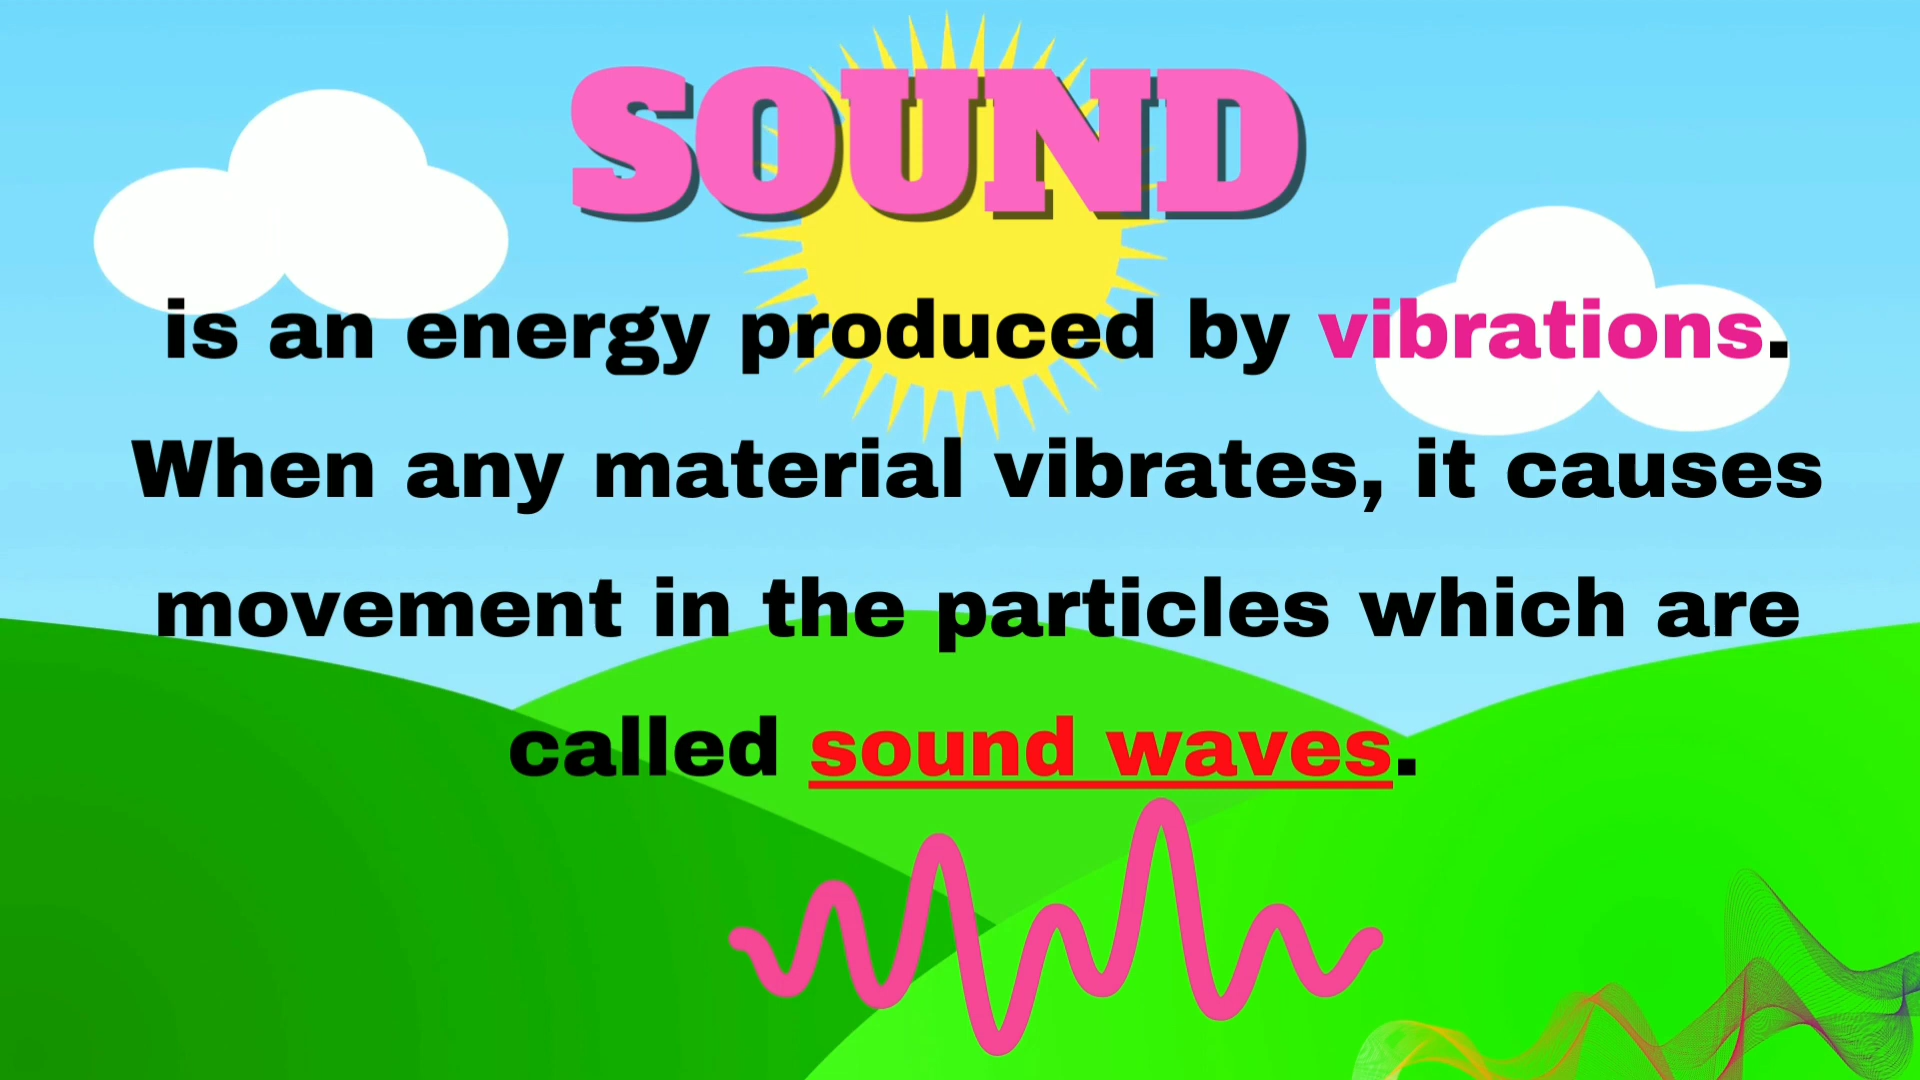 SOUND
is an energy produced by vibrations.
When any material vibrates, it causes
movement in the particles which are
called sound waves.